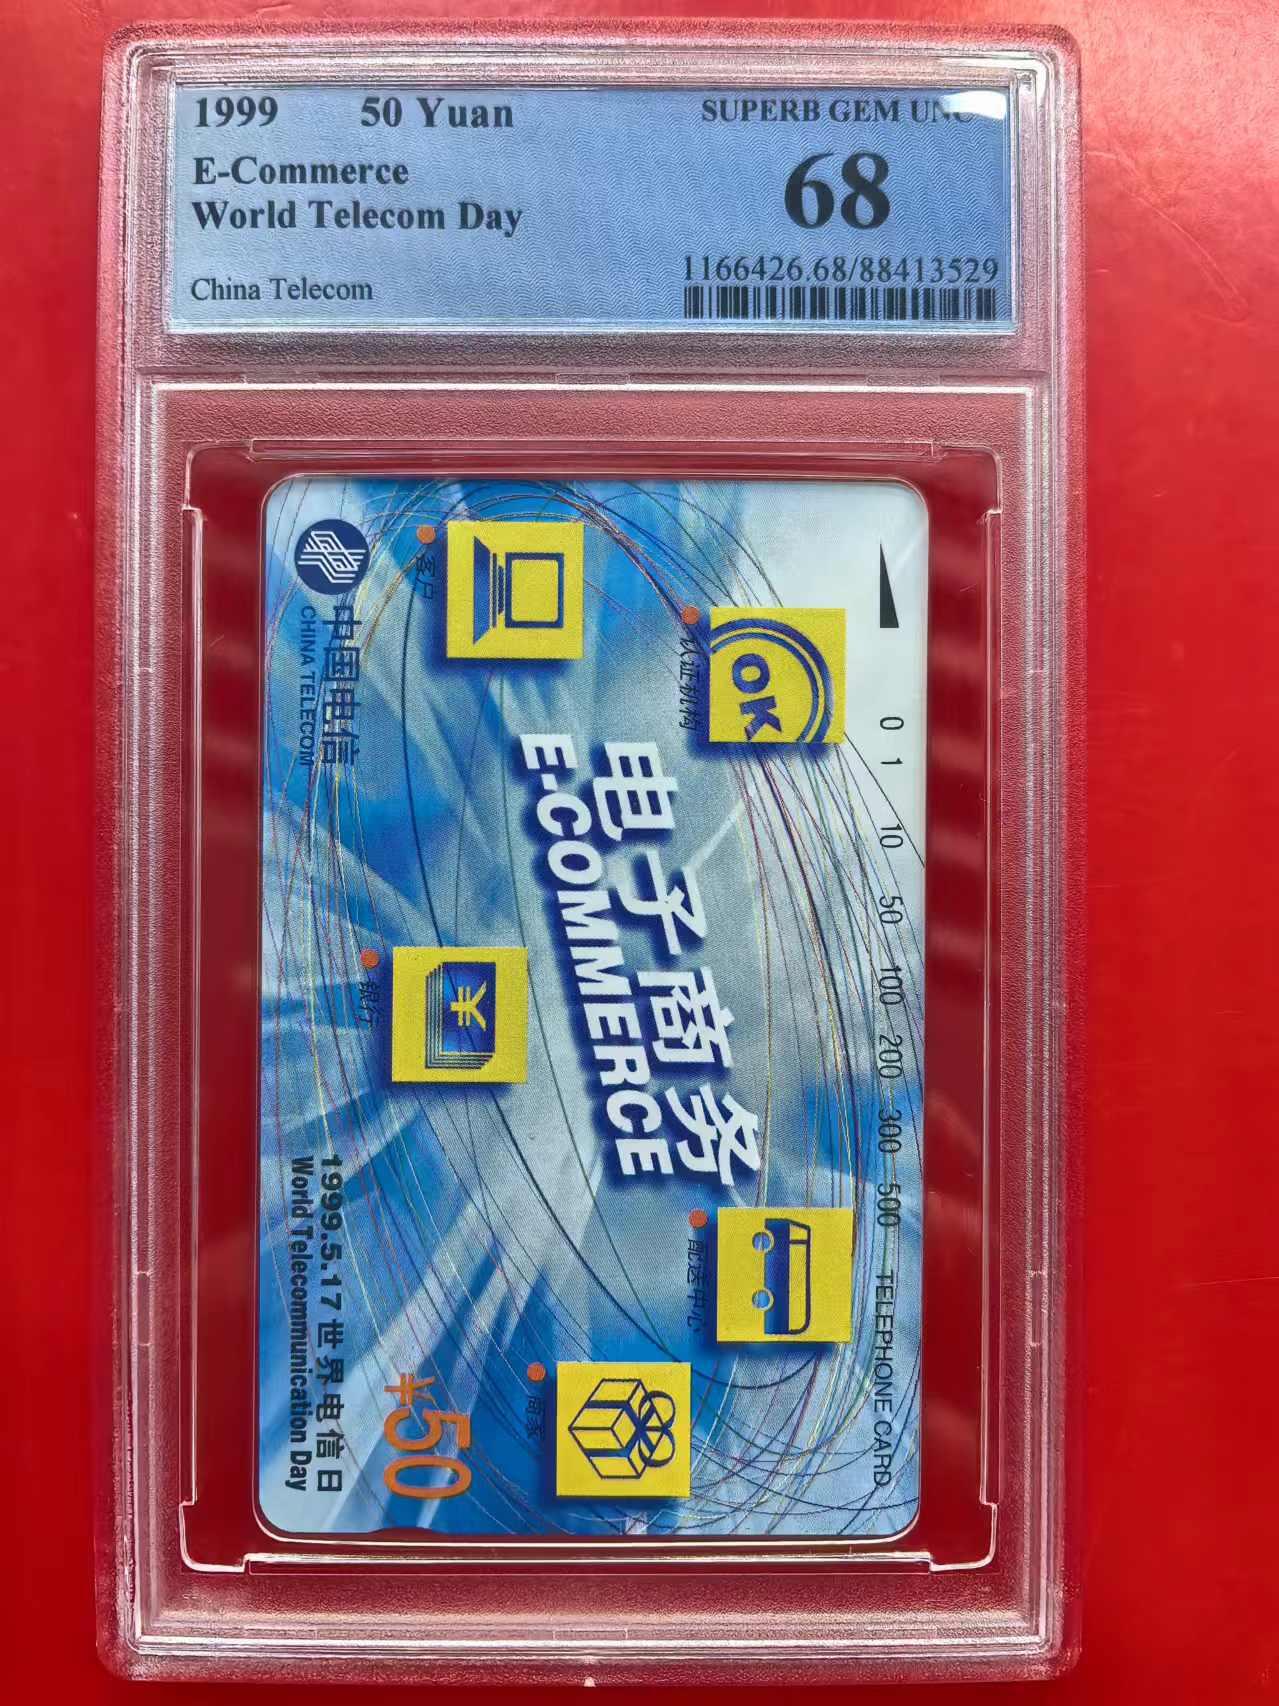 1999 50 Yuan
SUPERB GEM UNC
E-Commerce
World Telecom Day
68
China Telecom
1166426.68/88413529
中国电信
CHINA TELECOM
客户
认证机构
OK
0 1 10 50 100 200 300 500 TELEPHONE CARD
电子商务
E-COMMERCE
银行
¥
配送中心
商家
1999.5.17世界电信日
World Telecommunication Day
¥50